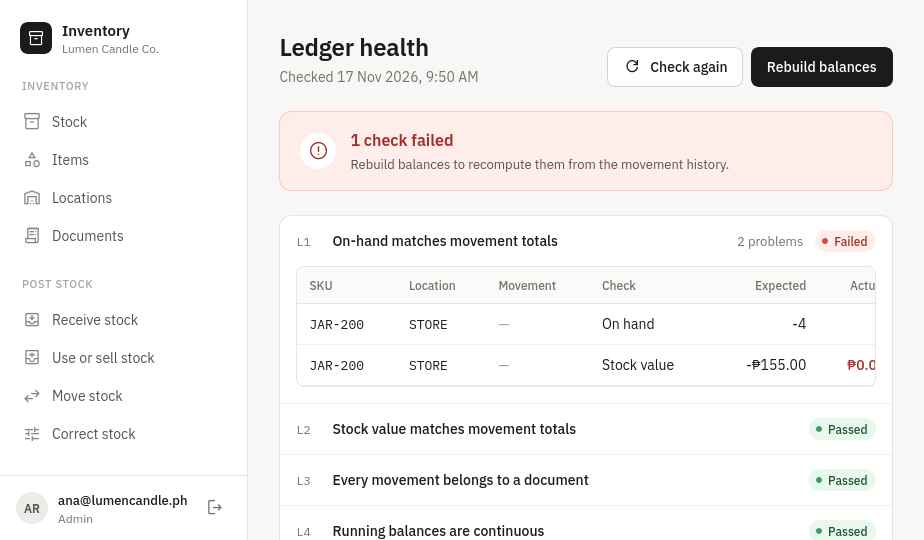 Inventory
Lumen Candle Co.
INVENTORY
Stock
Items
Locations
Documents
POST STOCK
Receive stock
Use or sell stock
Move stock
Correct stock
AR
ana@lumencandle.ph
Admin
Ledger health
Checked 17 Nov 2026, 9:50 AM
Check again
Rebuild balances
1 check failed
Rebuild balances to recompute them from the movement history.
L1 On-hand matches movement totals 2 problems Failed
SKU Location Movement Check Expected Actu
JAR-200 STORE — On hand -4
JAR-200 STORE — Stock value -₱155.00 ₱0.0
L2 Stock value matches movement totals Passed
L3 Every movement belongs to a document Passed
L4 Running balances are continuous Passed